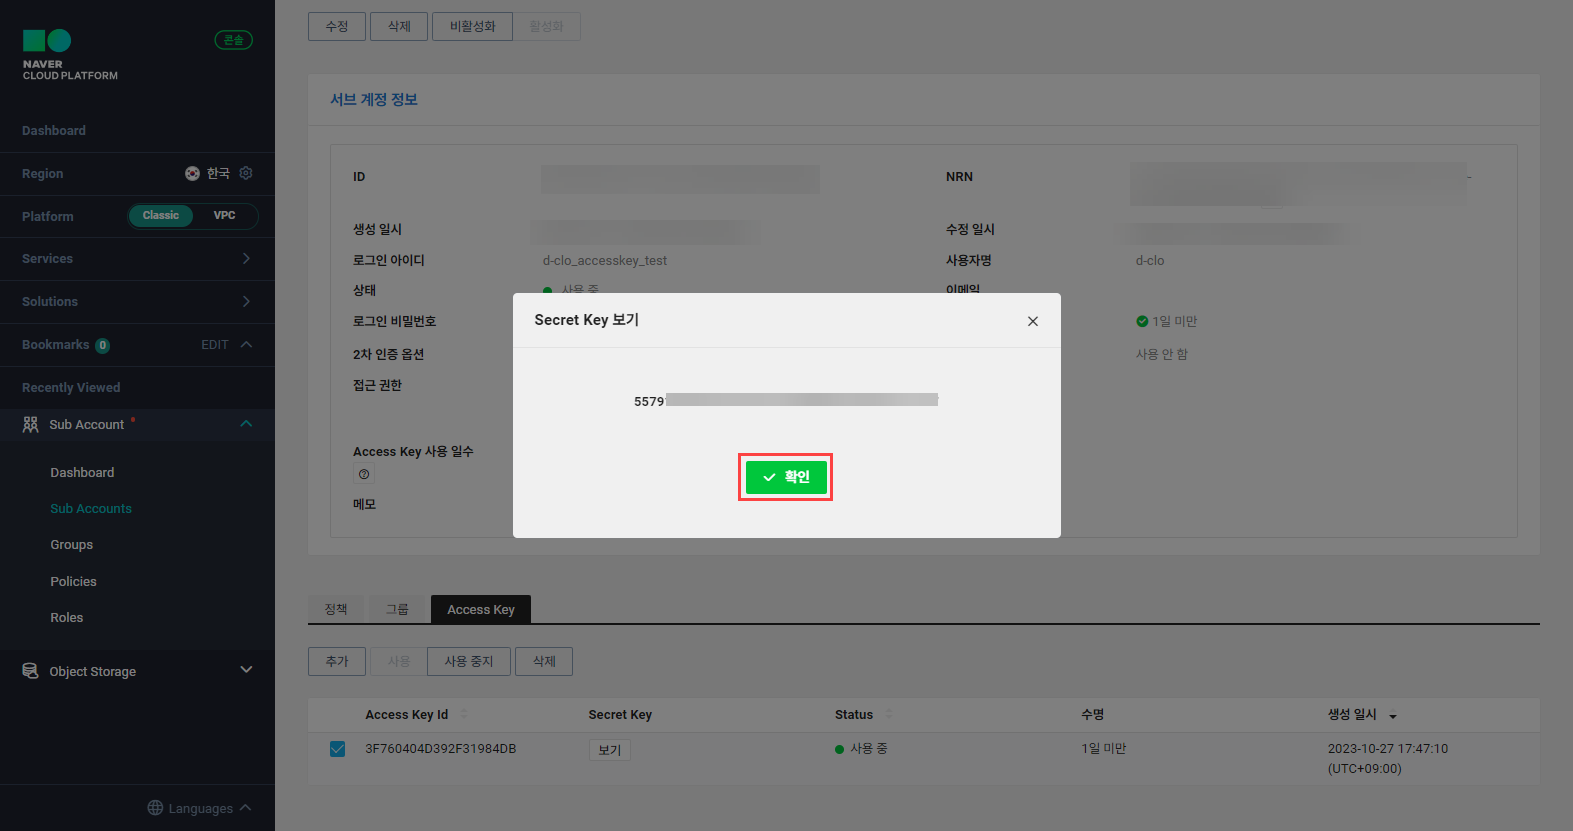 NAVER
CLOUD PLATFORM
콘솔
Dashboard
Region 한국
Platform Classic VPC
Services
Solutions
Bookmarks 0 EDIT
Recently Viewed
Sub Account
Dashboard
Sub Accounts
Groups
Policies
Roles
Object Storage
Languages
수정 삭제 비활성화 활성화
서브 계정 정보
ID NRN
생성 일시 수정 일시
로그인 아이디 d-clo_accesskey_test 사용자명 d-clo
상태 사용 중 이메일
로그인 비밀번호 1일 미만
2차 인증 옵션 사용 안 함
접근 권한
Access Key 사용 일수
메모
Secret Key 보기
5579
확인
정책 그룹 Access Key
추가 사용 사용 중지 삭제
Access Key Id Secret Key Status 수명 생성 일시
3F760404D392F31984DB 보기 사용 중 1일 미만 2023-10-27 17:47:10
(UTC+09:00)